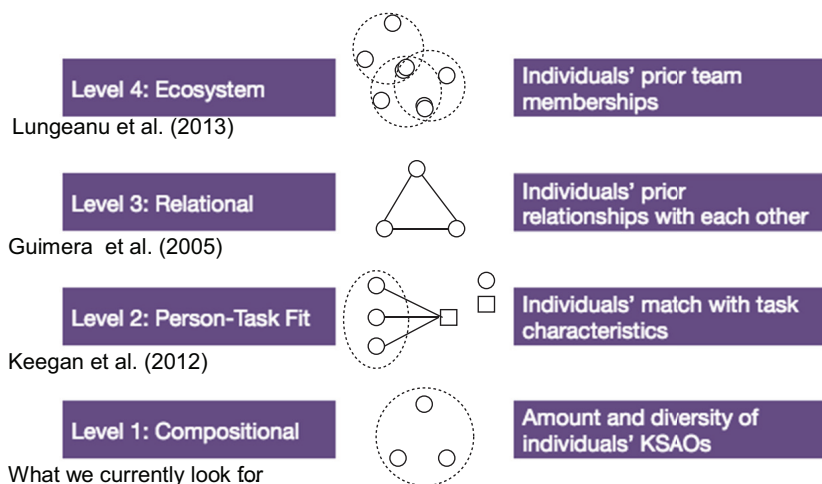 Level 4: Ecosystem
Individuals' prior team
memberships
Lungeanu et al. (2013)
Level 3: Relational
Individuals' prior
relationships with each other
Guimera et al. (2005)
Level 2: Person-Task Fit
Individuals' match with task
characteristics
Keegan et al. (2012)
Level 1: Compositional
Amount and diversity of
individuals' KSAOs
What we currently look for